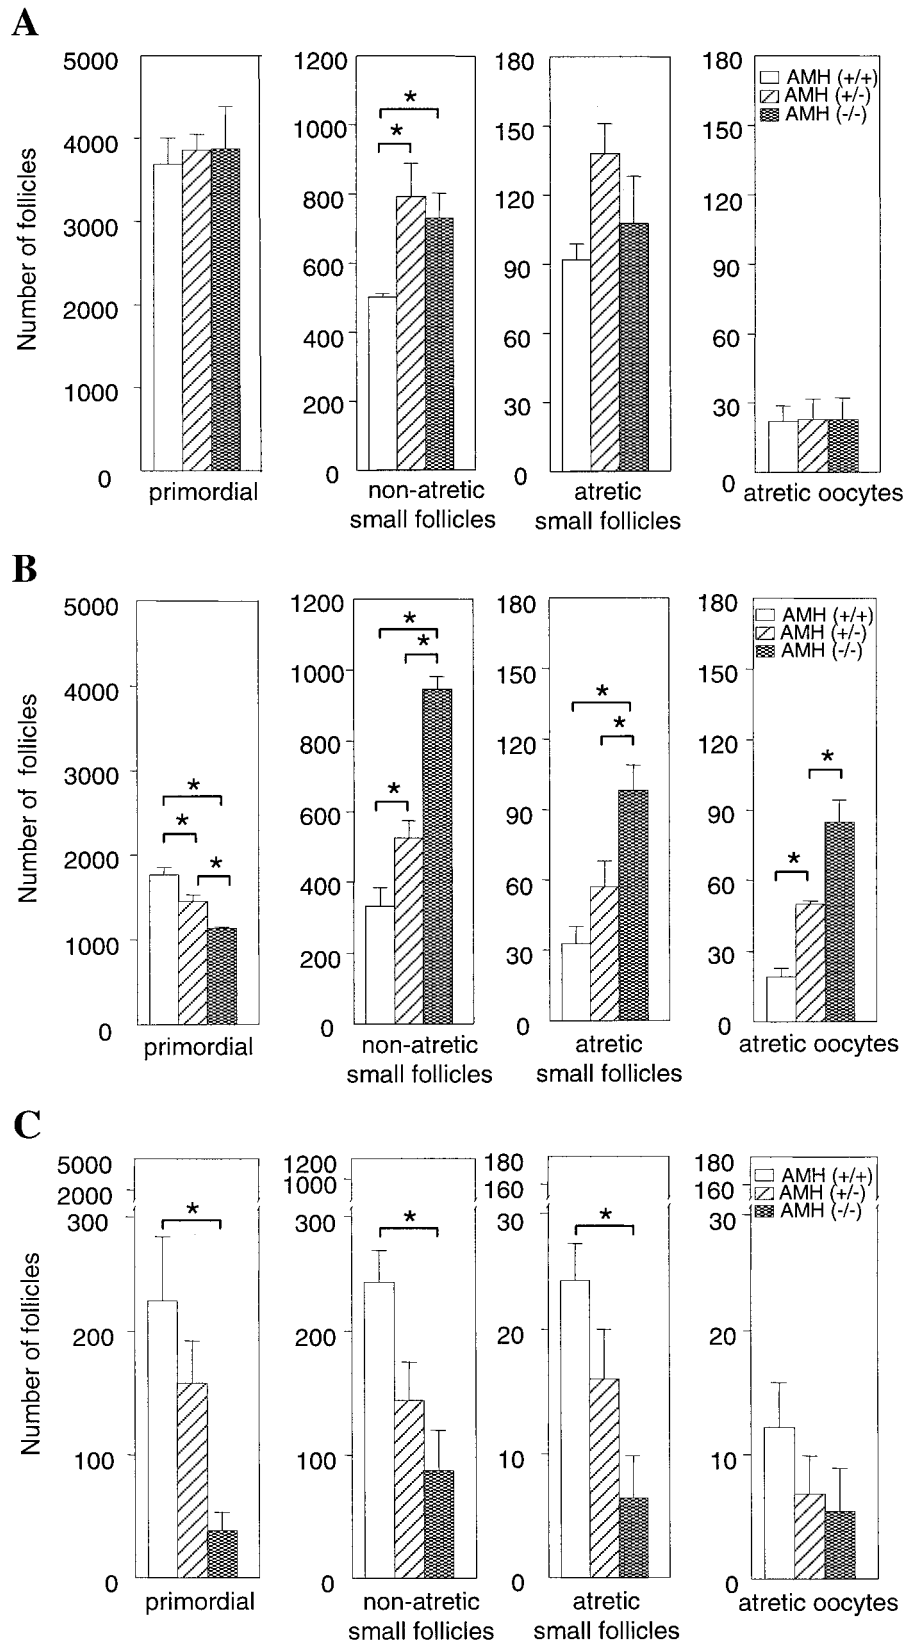 A
5000
4000
3000
2000
1000
0
Number of follicles
primordial
1200
1000
800
600
400
200
0
* *
non-atretic
small follicles
180
150
120
90
60
30
0
atretic
small follicles
180
150
120
90
60
30
0
AMH (+/+)
AMH (+/-)
AMH (-/-)
atretic oocytes
B
5000
4000
3000
2000
1000
0
Number of follicles
* * *
primordial
1200
1000
800
600
400
200
0
* * *
non-atretic
small follicles
180
150
120
90
60
30
0
* *
atretic
small follicles
180
150
120
90
60
30
0
AMH (+/+)
AMH (+/-)
AMH (-/-)
* *
atretic oocytes
C
5000
2000
300
200
100
0
Number of follicles
*
primordial
1200
1000
300
200
100
0
*
non-atretic
small follicles
180
160
30
20
10
0
*
atretic
small follicles
180
160
30
20
10
0
AMH (+/+)
AMH (+/-)
AMH (-/-)
atretic oocytes